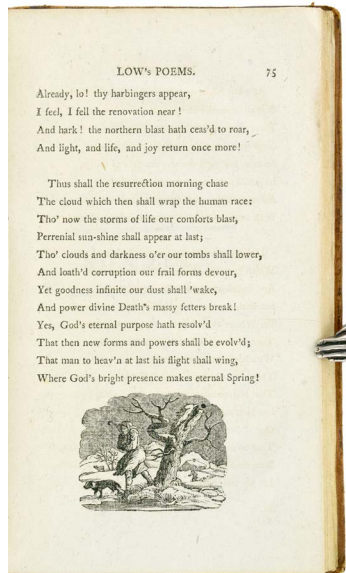 LOW's POEMS. 75
Already, lo! thy harbingers appear,
I feel, I fell the renovation near!
And hark! the northern blast hath ceas'd to roar,
And light, and life, and joy return once more!
Thus shall the resurrection morning chase
The cloud which then shall wrap the human race:
Tho' now the storms of life our comforts blast,
Perrenial sun-shine shall appear at last;
Tho' clouds and darkness o'er our tombs shall lower,
And loath'd corruption our frail forms devour,
Yet goodness infinite our dust shall 'wake,
And power divine Death's massy fetters break!
Yes, God's eternal purpose hath resolv'd
That then new forms and powers shall be evolv'd;
That man to heav'n at last his flight shall wing,
Where God's bright presence makes eternal Spring!